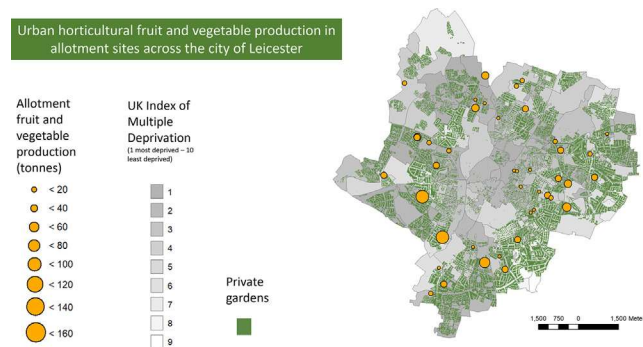 Urban horticultural fruit and vegetable production in
allotment sites across the city of Leicester
Allotment
fruit and
vegetable
production
(tonnes)
< 20
< 40
< 60
< 80
< 100
< 120
< 140
< 160
UK Index of
Multiple
Deprivation
(1 most deprived – 10
least deprived)
1
2
3
4
5
6
7
8
9
Private
gardens
1,500 750 0 1,500 Mete